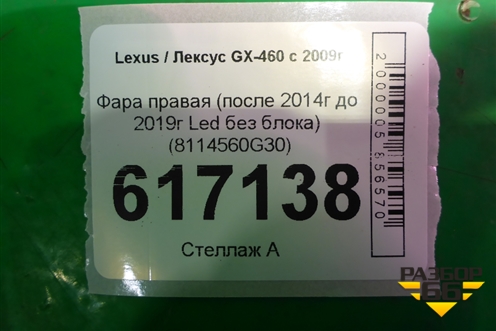 Lexus / Лексус GX-460 с 2009г
Фара правая (после 2014г до
2019г Led без блока)
(8114560G30)
617138
Стеллаж А
2000005656570
РАЗБОР
66